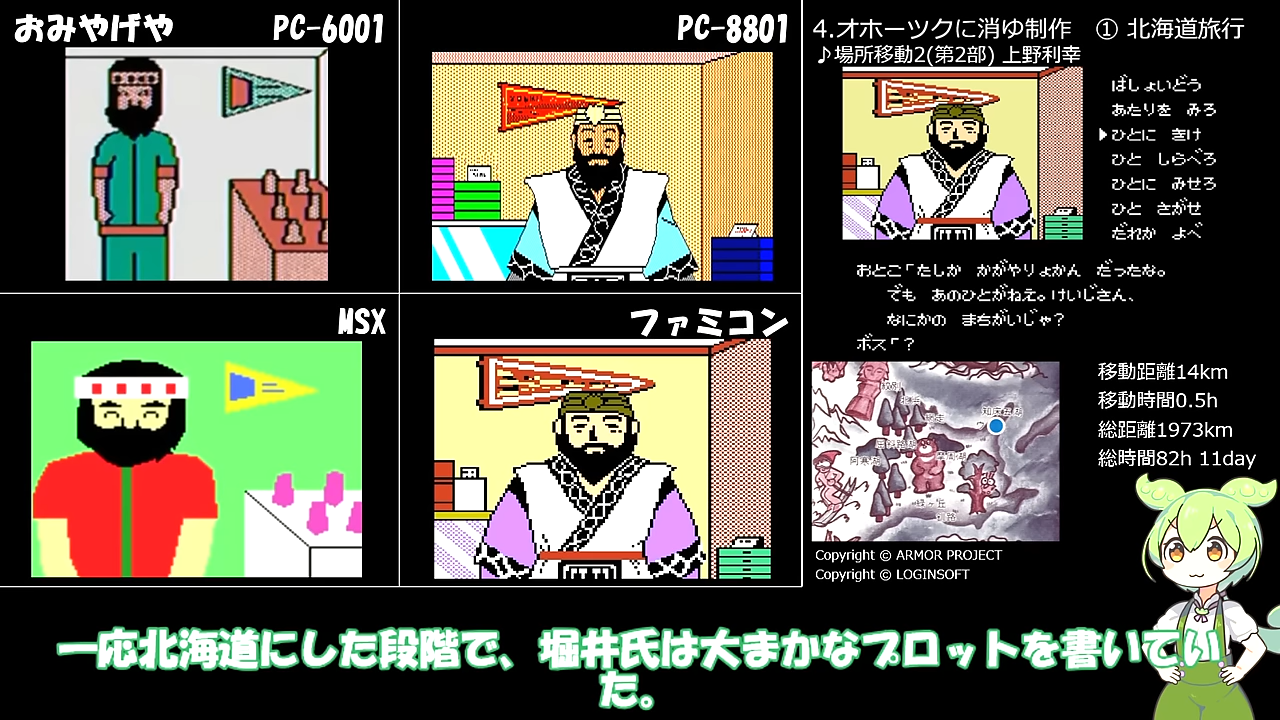 おみやげや
PC-6001
PC-8801
MSX
ファミコン
4.オホーツクに消ゆ制作 ① 北海道旅行
♪場所移動2(第2部) 上野利幸
ばしょいどう
あたりを みろ
ひとに きけ
ひと しらべろ
ひとに みせろ
ひと さがせ
だれか よべ
おとこ「たしか かがやりょかん だったな。
でも あのひとがねえ。けいじさん、
なにかの まちがいじゃ?
ボス「?
紋別
網走
阿寒湖
摩周湖
移動距離14km
移動時間0.5h
総距離1973km
総時間82h 11day
Copyright © ARMOR PROJECT
Copyright © LOGINSOFT
一応北海道にした段階で、堀井氏は大まかなプロットを書いてい
た。